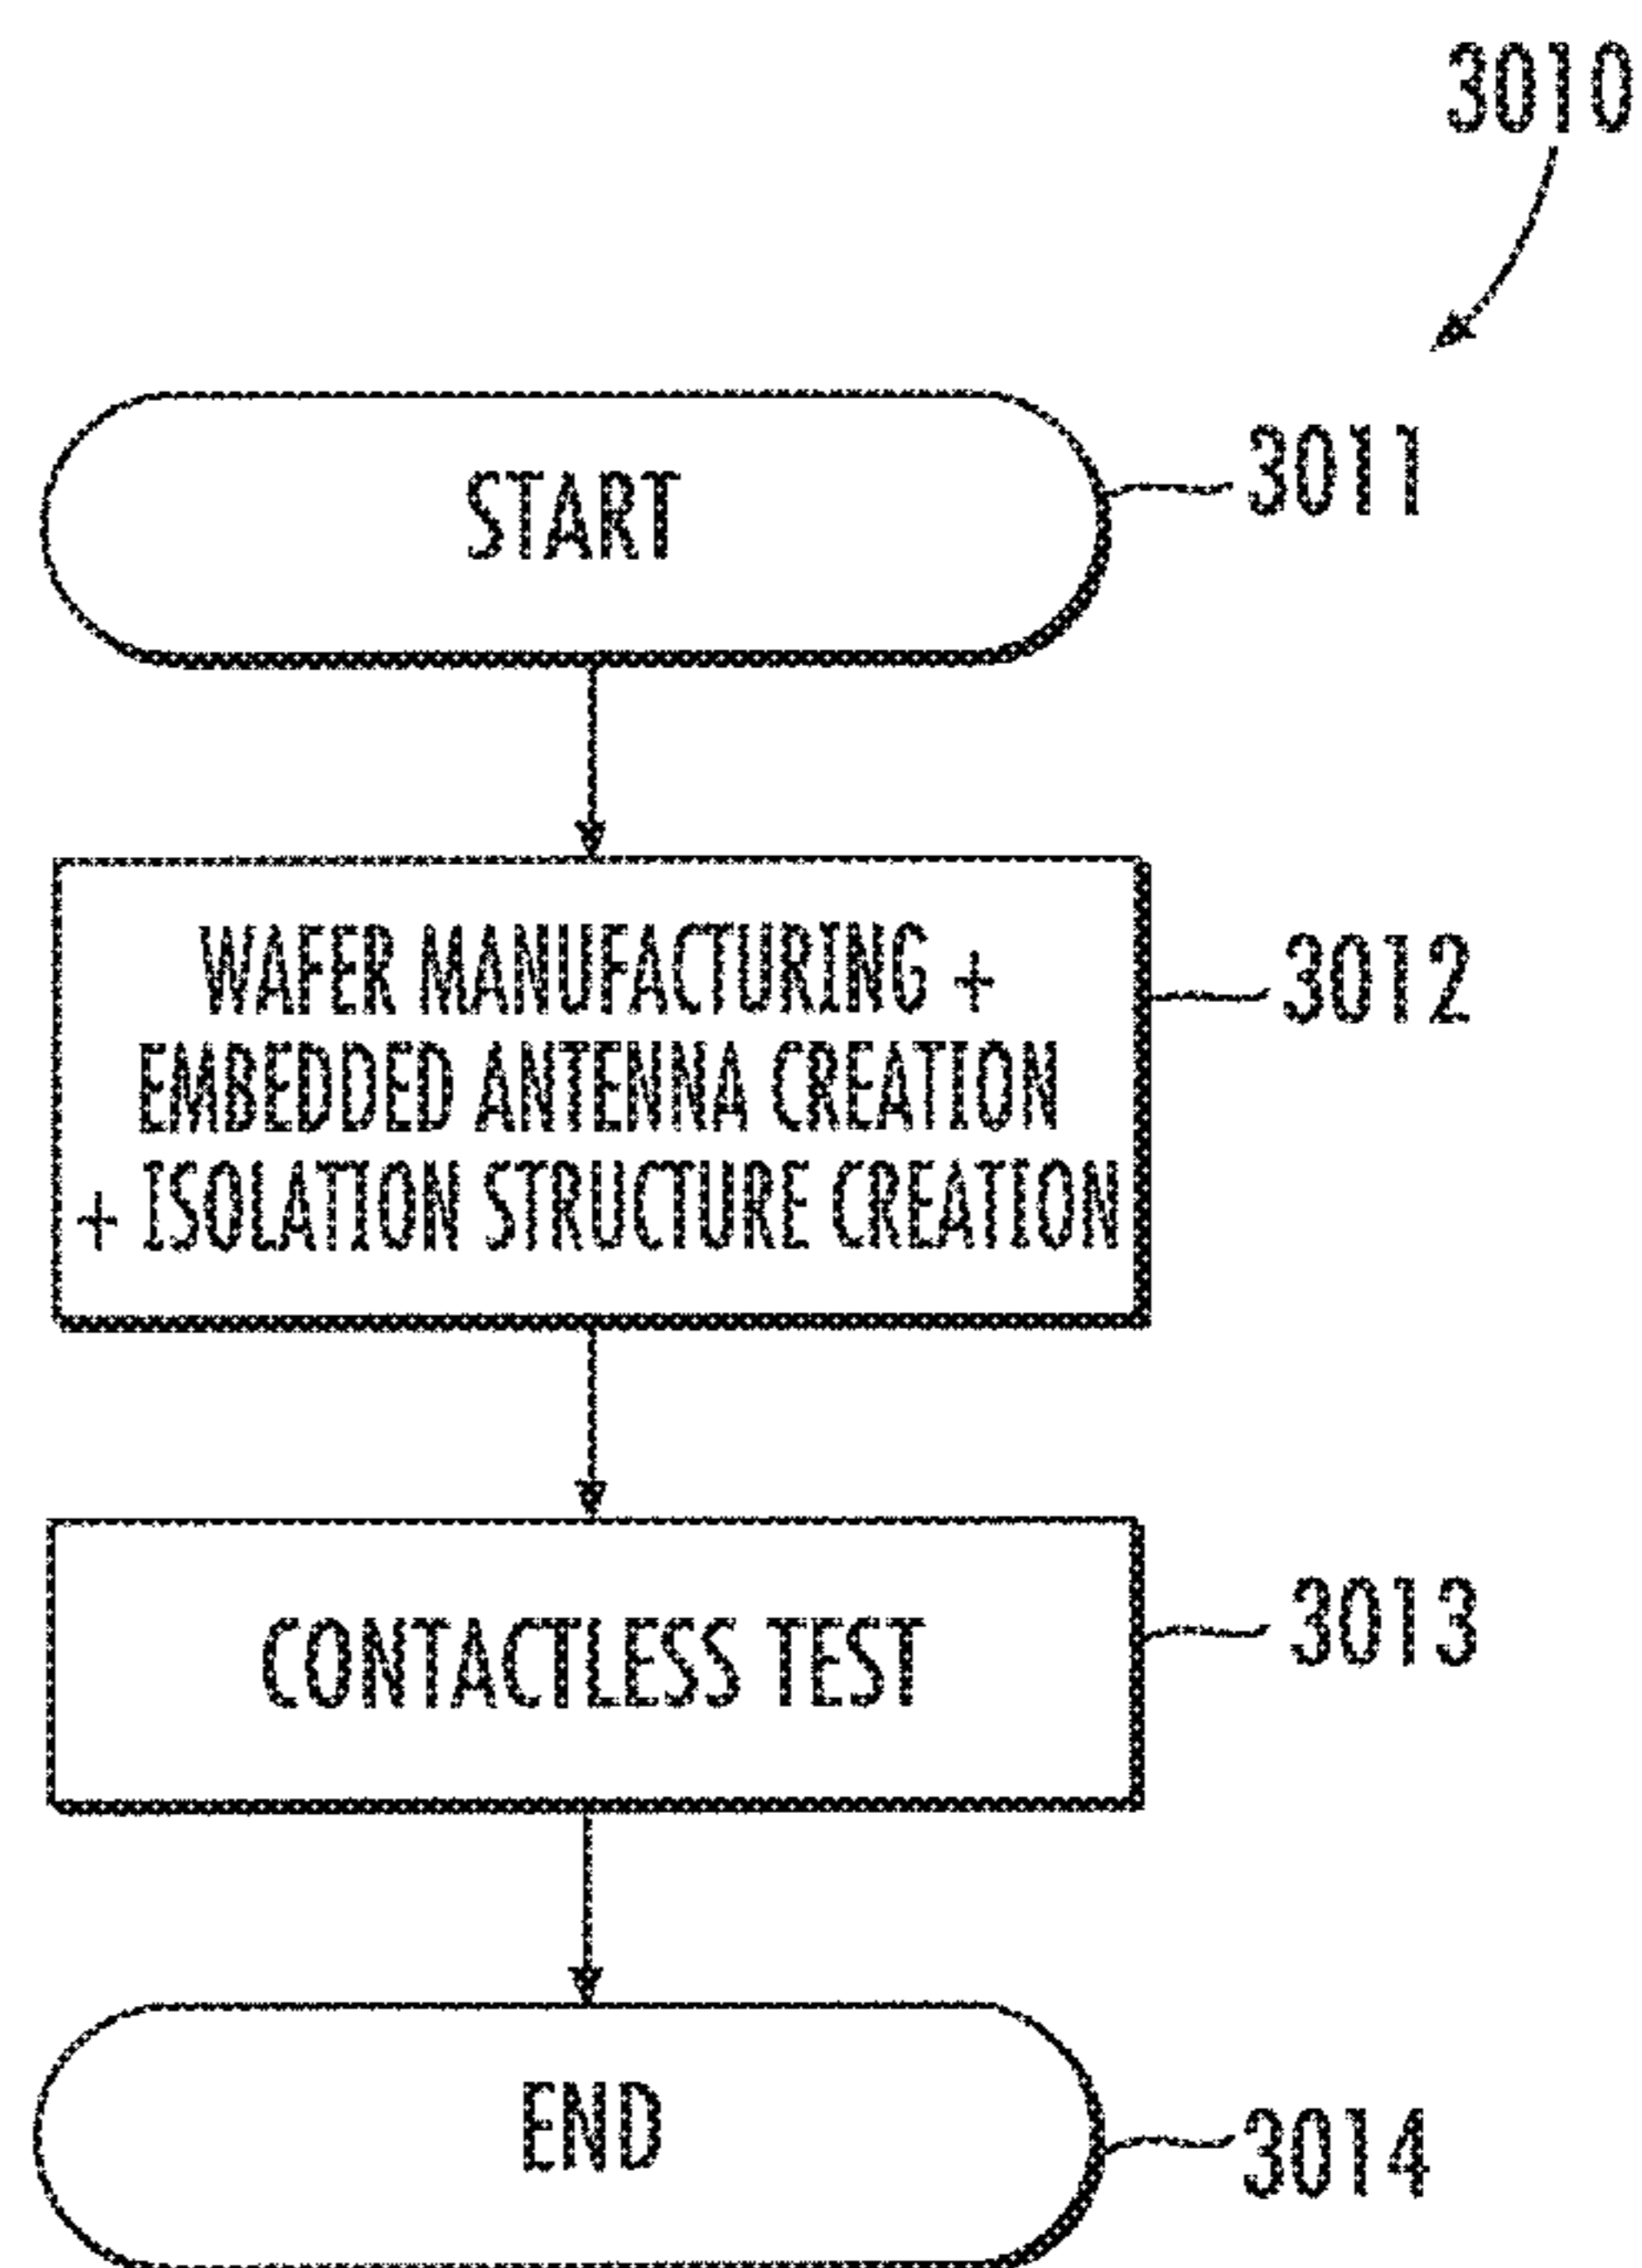 3010
START
3011
WAFER MANUFACTURING +
EMBEDDED ANTENNA CREATION
+ ISOLATION STRUCTURE CREATION
3012
CONTACTLESS TEST
3013
END
3014